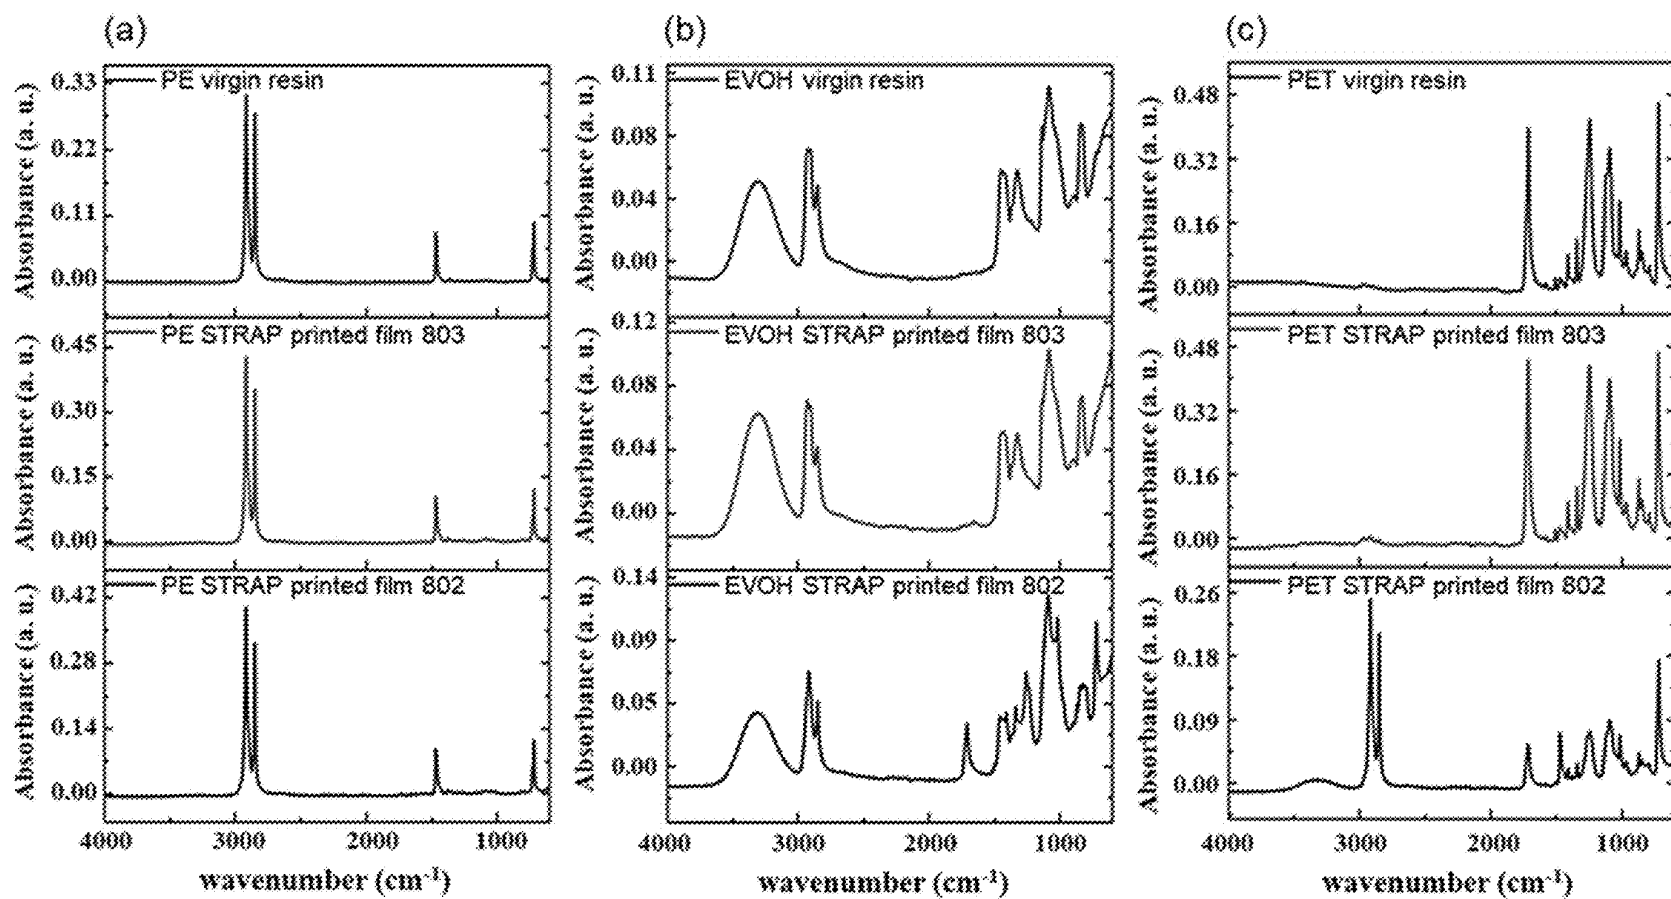 (a)
Absorbance (a. u.)
0.33
0.22
0.11
0.00
PE virgin resin
Absorbance (a. u.)
0.45
0.30
0.15
0.00
PE STRAP printed film 803
Absorbance (a. u.)
0.42
0.28
0.14
0.00
PE STRAP printed film 802
4000 3000 2000 1000
wavenumber (cm-1)
(b)
Absorbance (a. u.)
0.11
0.08
0.04
0.00
EVOH virgin resin
Absorbance (a. u.)
0.12
0.08
0.04
0.00
EVOH STRAP printed film 803
Absorbance (a. u.)
0.14
0.09
0.05
0.00
EVOH STRAP printed film 802
4000 3000 2000 1000
wavenumber (cm-1)
(c)
Absorbance (a. u.)
0.48
0.32
0.16
0.00
PET virgin resin
Absorbance (a. u.)
0.48
0.32
0.16
0.00
PET STRAP printed film 803
Absorbance (a. u.)
0.26
0.18
0.09
0.00
PET STRAP printed film 802
4000 3000 2000 1000
wavenumber (cm-1)